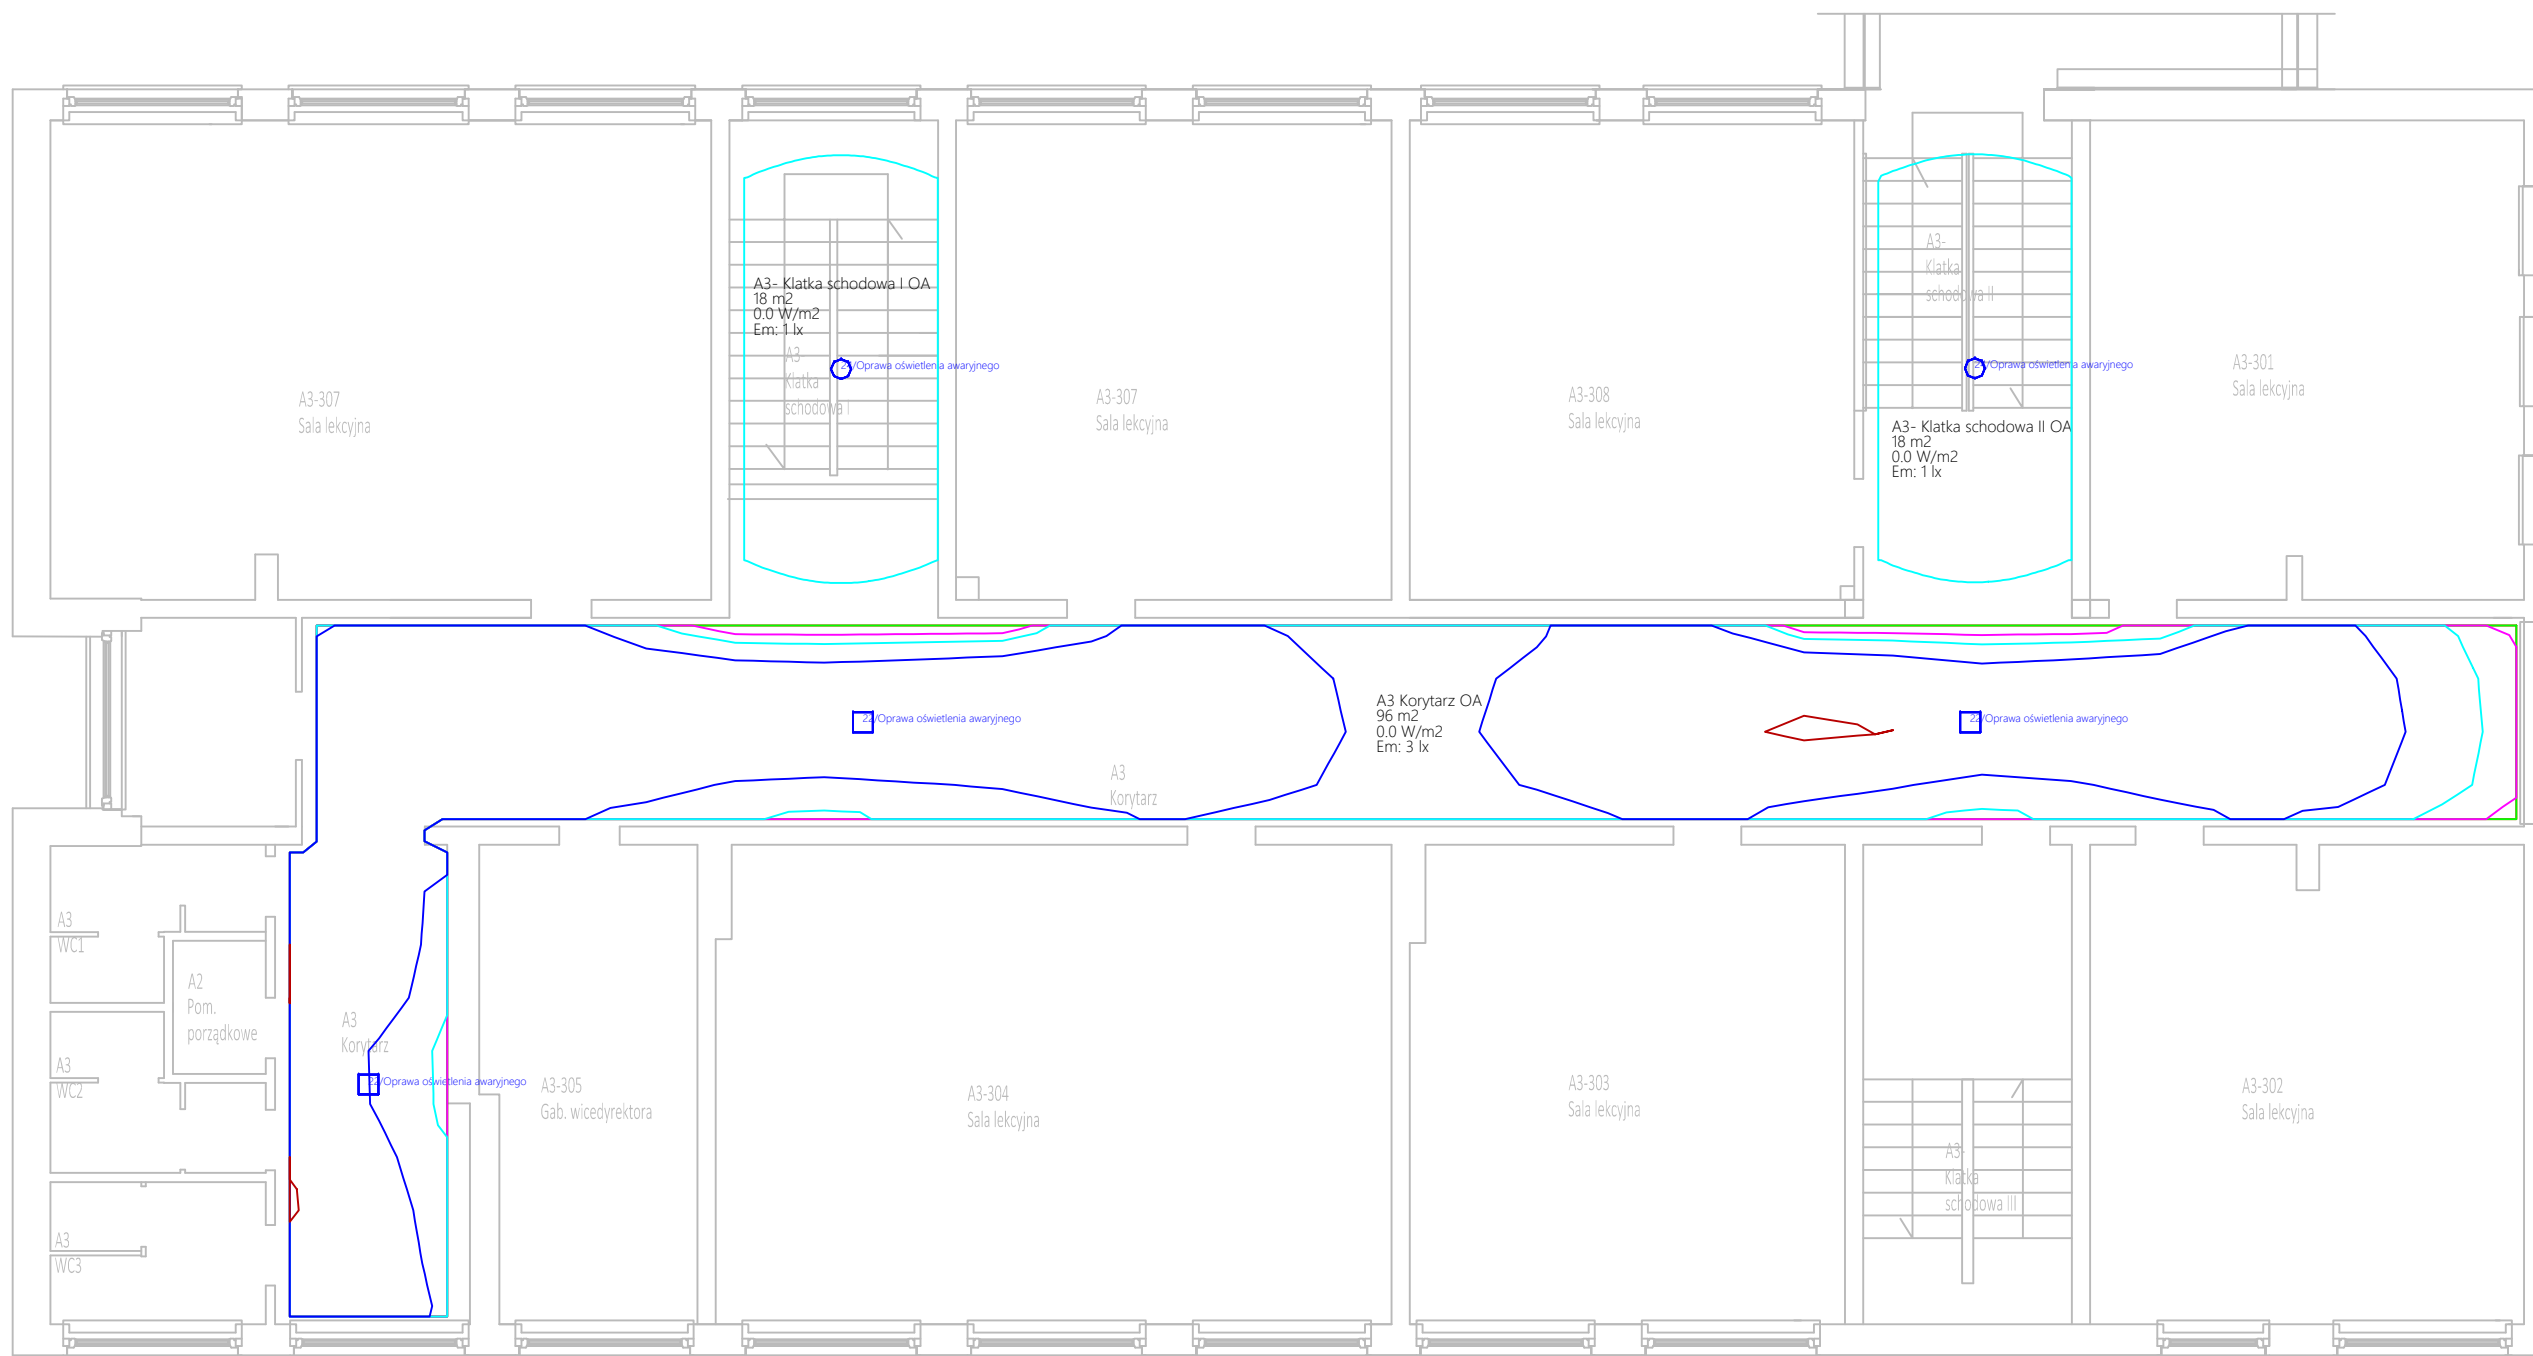 A3-
Klatka
schodowa II
A3- Klatka schodowa I OA
18 m2
0.0 W/m2
Em: 1 lx
A3-
Klatka
schodowa I
/Oprawa oświetlenia awaryjnego
/Oprawa oświetlenia awaryjnego
A3-307
Sala lekcyjna
A3-307
Sala lekcyjna
A3-308
Sala lekcyjna
A3-301
Sala lekcyjna
A3- Klatka schodowa II OA
18 m2
0.0 W/m2
Em: 1 lx
22/Oprawa oświetlenia awaryjnego
A3 Korytarz OA
96 m2
0.0 W/m2
Em: 3 lx
22/Oprawa oświetlenia awaryjnego
A3
Korytarz
A3
WC1
A2
Pom.
porządkowe
A3
Korytarz
A3
WC2
22/Oprawa oświetlenia awaryjnego
A3-305
Gab. wicedyrektora
A3-304
Sala lekcyjna
A3-303
Sala lekcyjna
A3-302
Sala lekcyjna
A3-
Klatka
schodowa III
A3
WC3